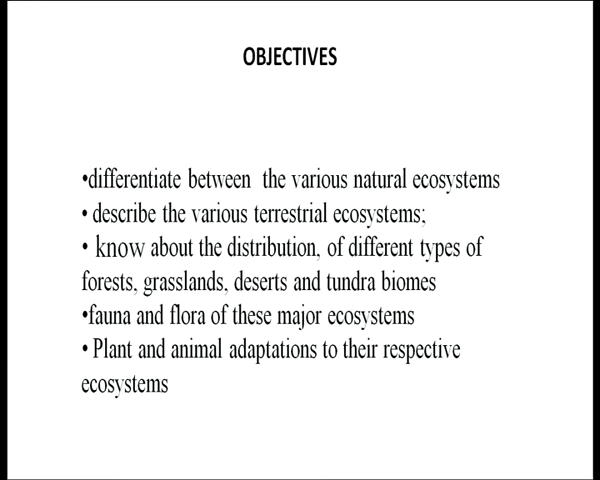 OBJECTIVES
•differentiate between the various natural ecosystems
• describe the various terrestrial ecosystems;
• know about the distribution, of different types of
forests, grasslands, deserts and tundra biomes
•fauna and flora of these major ecosystems
• Plant and animal adaptations to their respective
ecosystems